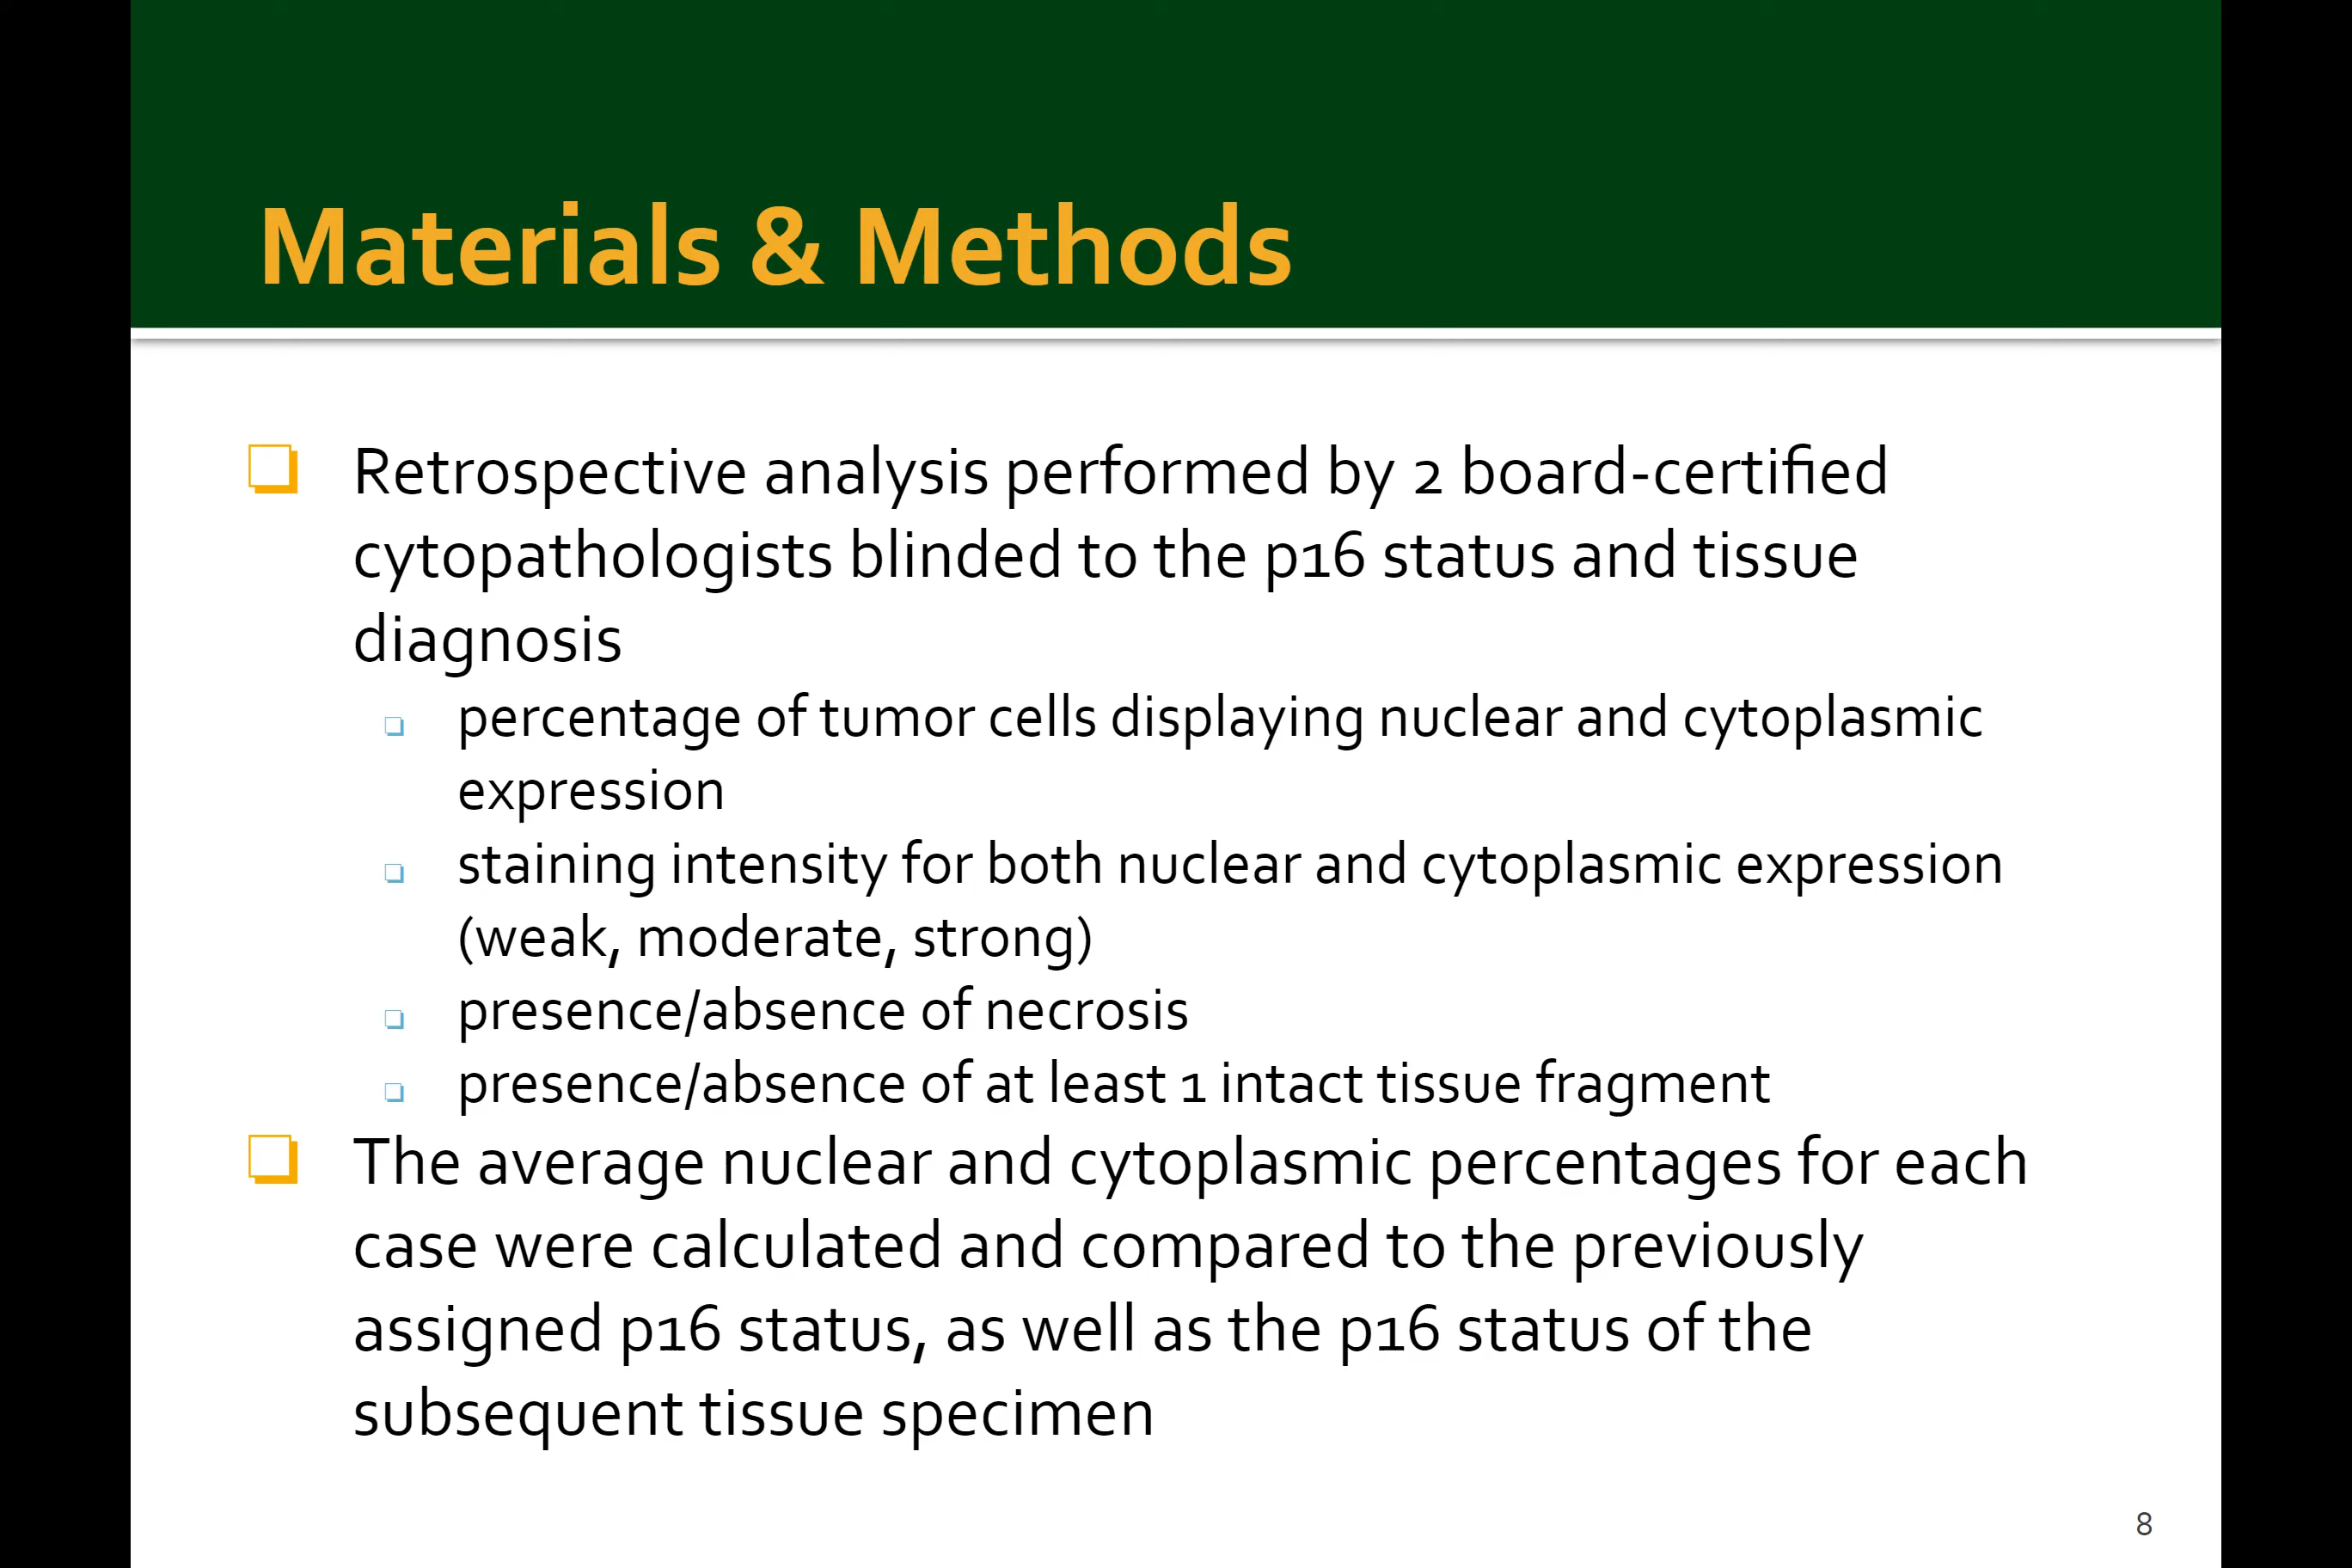 Materials & Methods
Retrospective analysis performed by 2 board-certified
cytopathologists blinded to the p16 status and tissue
diagnosis
percentage of tumor cells displaying nuclear and cytoplasmic
expression
staining intensity for both nuclear and cytoplasmic expression
(weak, moderate, strong)
presence/absence of necrosis
presence/absence of at least 1 intact tissue fragment
The average nuclear and cytoplasmic percentages for each
case were calculated and compared to the previously
assigned p16 status, as well as the p16 status of the
subsequent tissue specimen
8